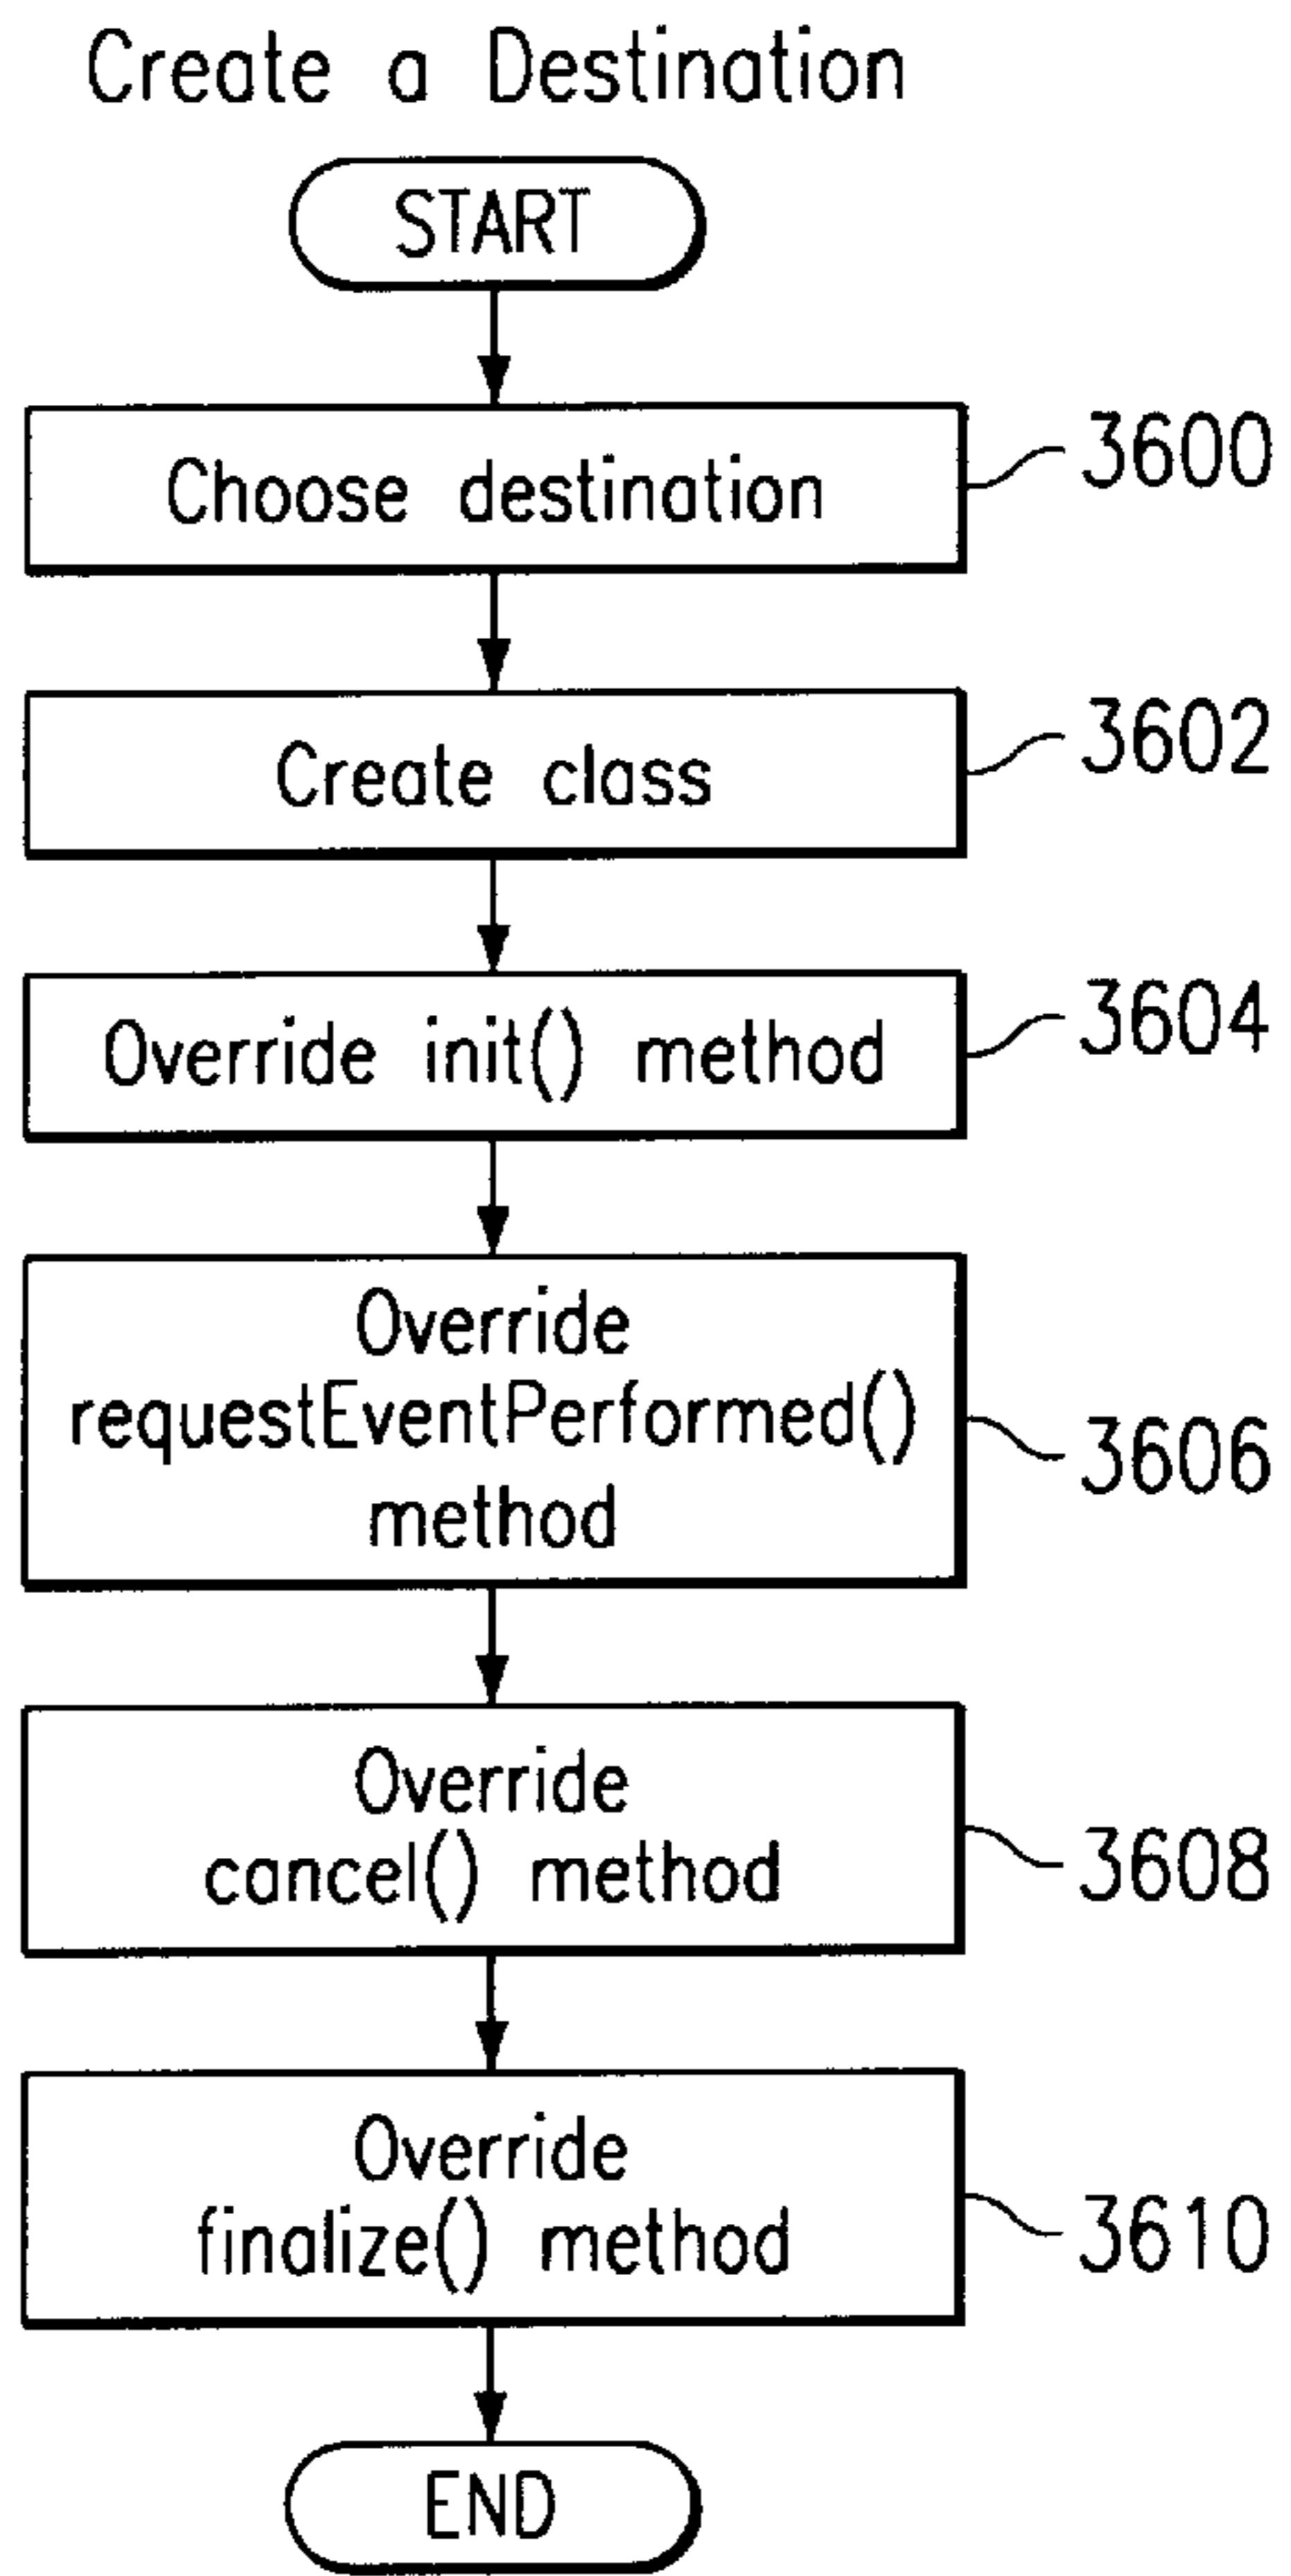 Create a Destination
START
Choose destination
3600
Create class
3602
Override init() method
3604
Override
requestEventPerformed()
method
3606
Override
cancel() method
3608
Override
finalize() method
3610
END